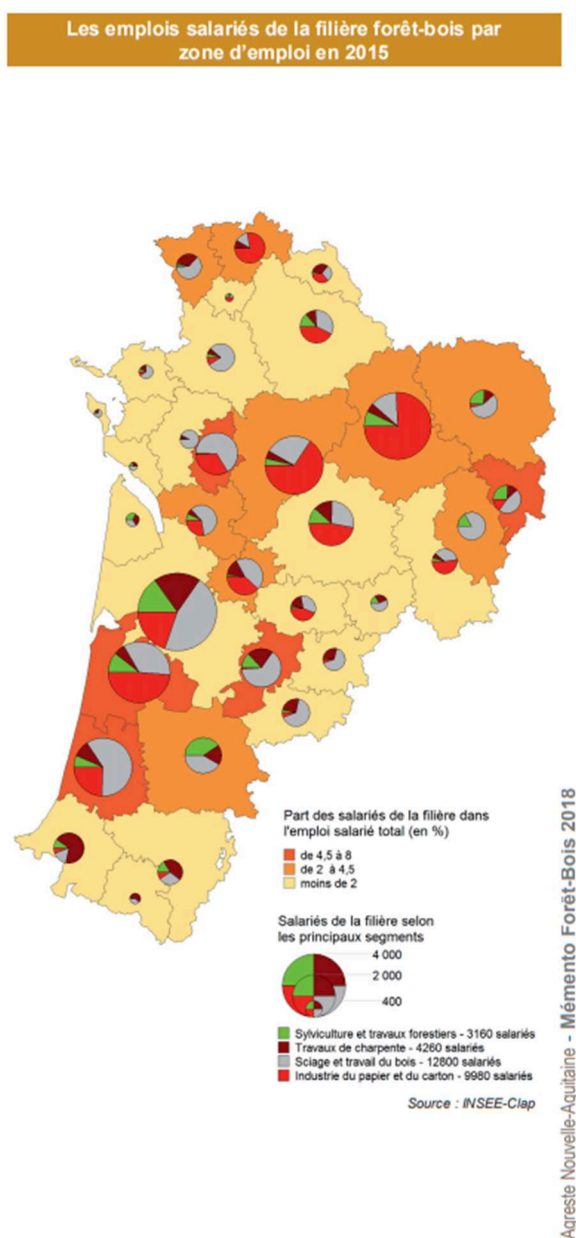 Les emplois salariés de la filière forêt-bois par
zone d'emploi en 2015
Part des salariés de la filière dans
l'emploi salarié total (en %)
de 4,5 à 8
de 2 à 4,5
moins de 2
Salariés de la filière selon
les principaux segments
4 000
2 000
400
Sylviculture et travaux forestiers - 3160 salariés
Travaux de charpente - 4260 salariés
Sciage et travail du bois - 12800 salariés
Industrie du papier et du carton - 9980 salariés
Source : INSEE-Clap
Agreste Nouvelle-Aquitaine - Mémento Forêt-Bois 2018